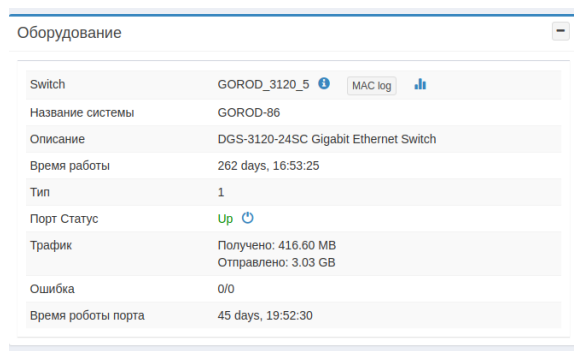 Оборудование
Switch GOROD_3120_5 MAC log
Название системы GOROD-86
Описание DGS-3120-24SC Gigabit Ethernet Switch
Время работы 262 days, 16:53:25
Тип 1
Порт Статус Up
Трафик Получено: 416.60 MB
Отправлено: 3.03 GB
Ошибка 0/0
Время роботы порта 45 days, 19:52:30